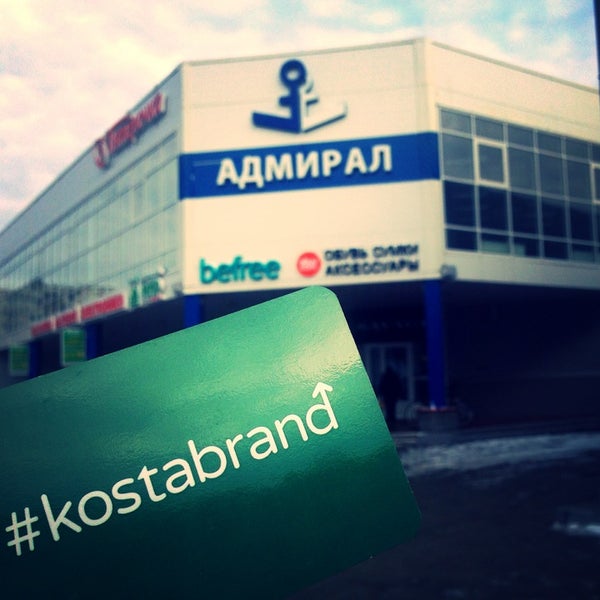 АДМИРАЛ
befree
ОБУВЬ СУМКИ
АКСЕССУАРЫ
#kostabrand